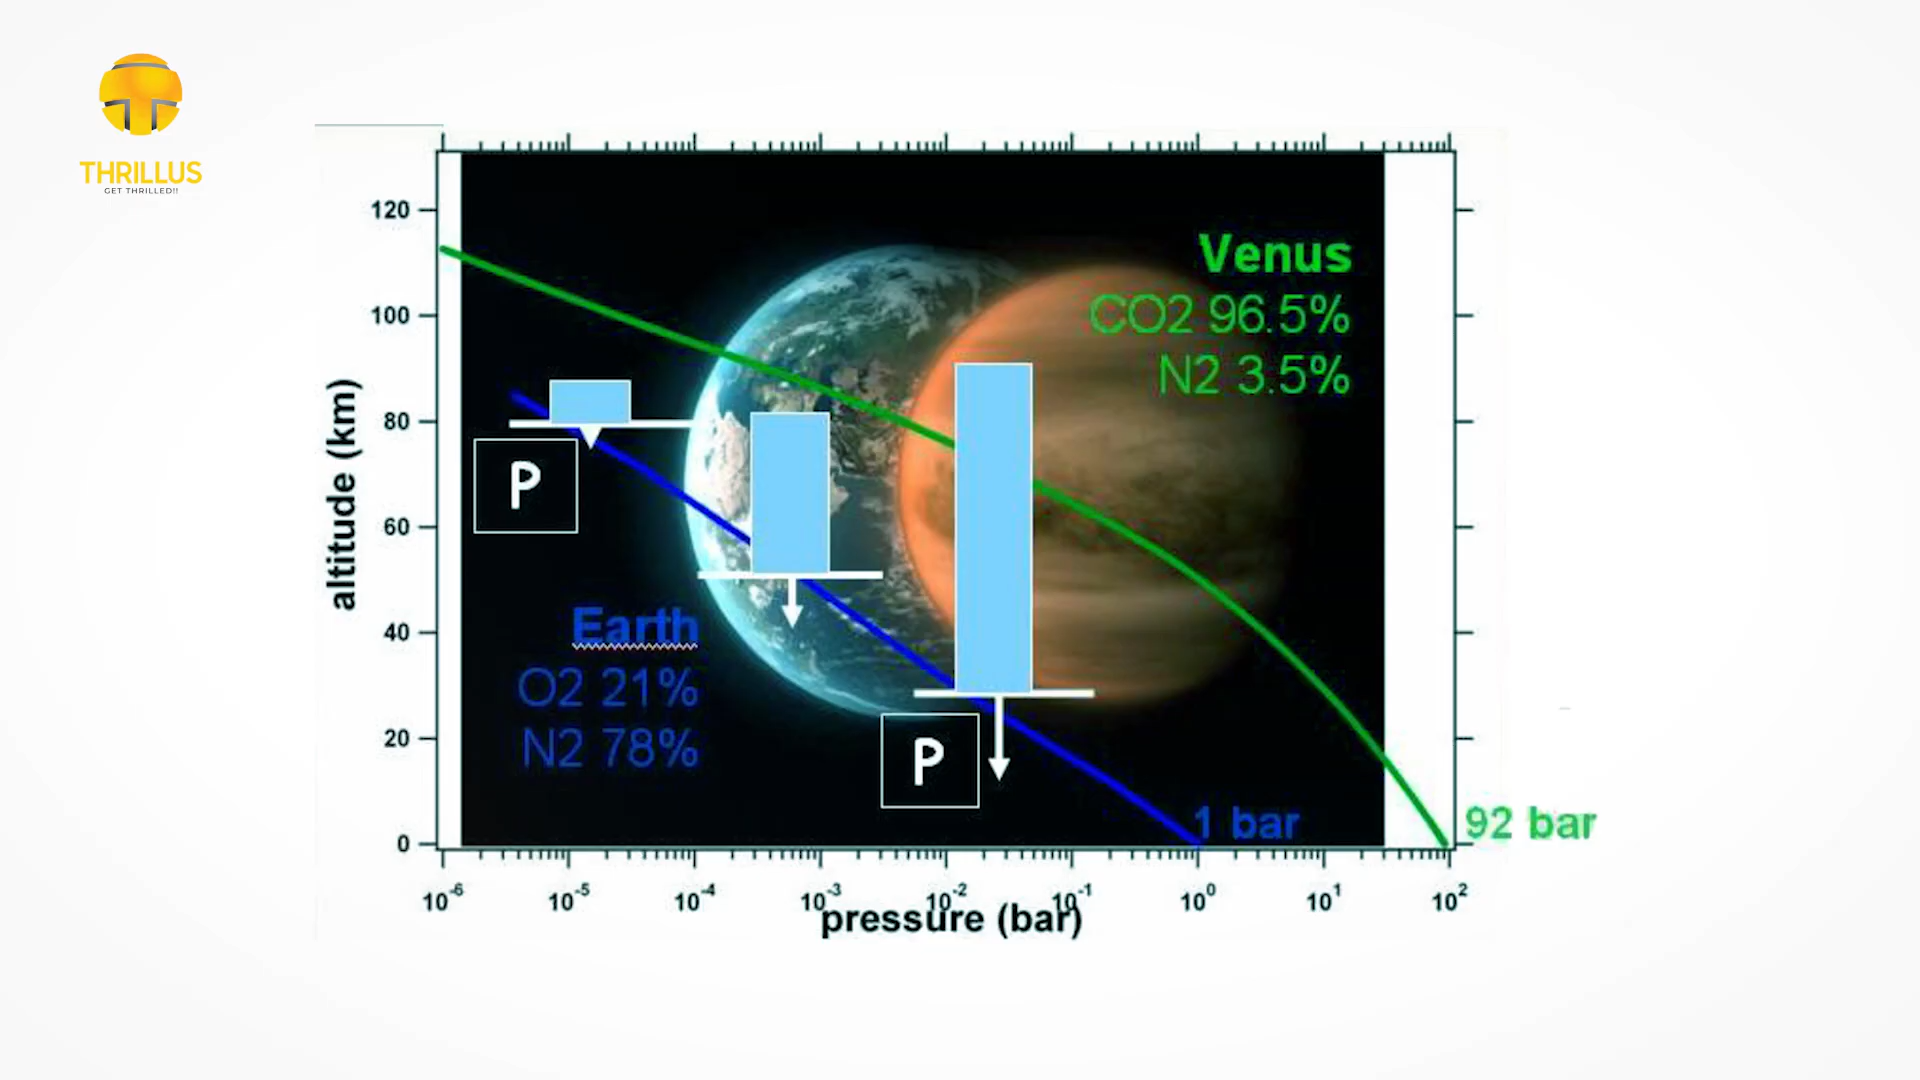 THRILLUS
GET THRILLED!!
120
100
80
60
40
20
0
altitude (km)
Venus
CO2 96.5%
N2 3.5%
P
Earth
O2 21%
N2 78%
P
1 bar
92 bar
10-6 10-5 10-4 10-3 10-2 10-1 100 101 102
pressure (bar)